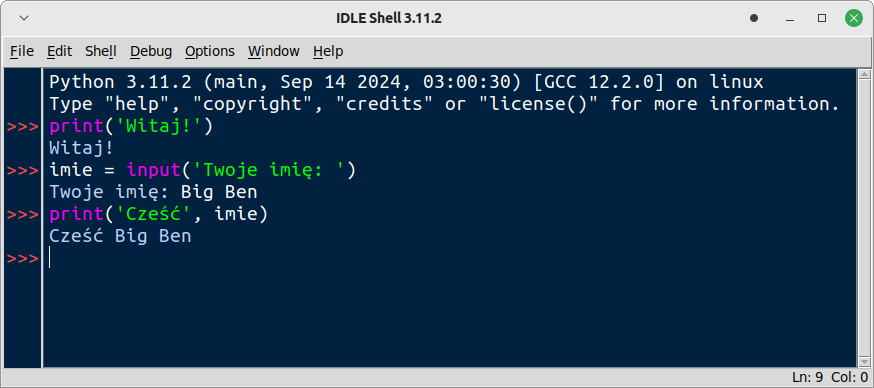 IDLE Shell 3.11.2
File Edit Shell Debug Options Window Help
Python 3.11.2 (main, Sep 14 2024, 03:00:30) [GCC 12.2.0] on linux
Type "help", "copyright", "credits" or "license()" for more information.
>>> print('Witaj!')
Witaj!
>>> imie = input('Twoje imię: ')
Twoje imię: Big Ben
>>> print('Cześć', imie)
Cześć Big Ben
>>>
Ln: 9 Col: 0